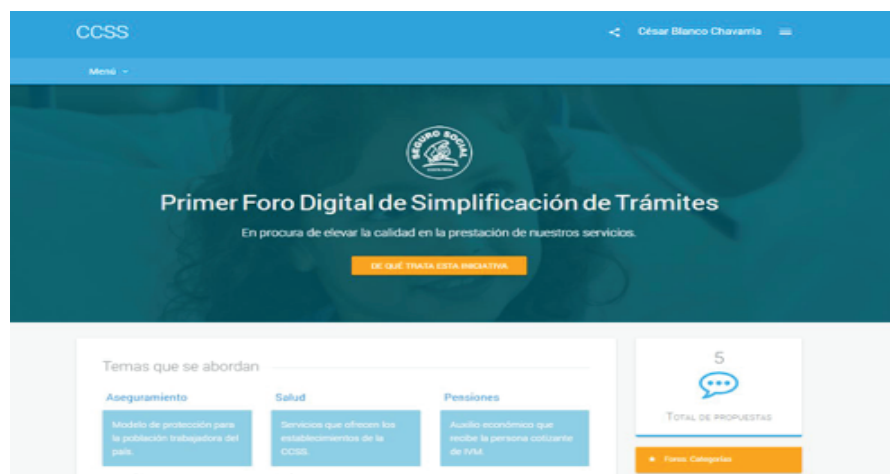 CCSS
César Blanco Chavarría
Menú
SEGURO SOCIAL
COSTA RICA
Primer Foro Digital de Simplificación de Trámites
En procura de elevar la calidad en la prestación de nuestros servicios.
DE QUÉ TRATA ESTA INICIATIVA
Temas que se abordan
Aseguramiento
Modelo de protección para
la población trabajadora del
país.
Salud
Servicios que ofrecen los
establecimientos de la
CCSS.
Pensiones
Auxilio económico que
recibe la persona cotizante
de IVM.
5
TOTAL DE PROPUESTAS
Foros Categorías